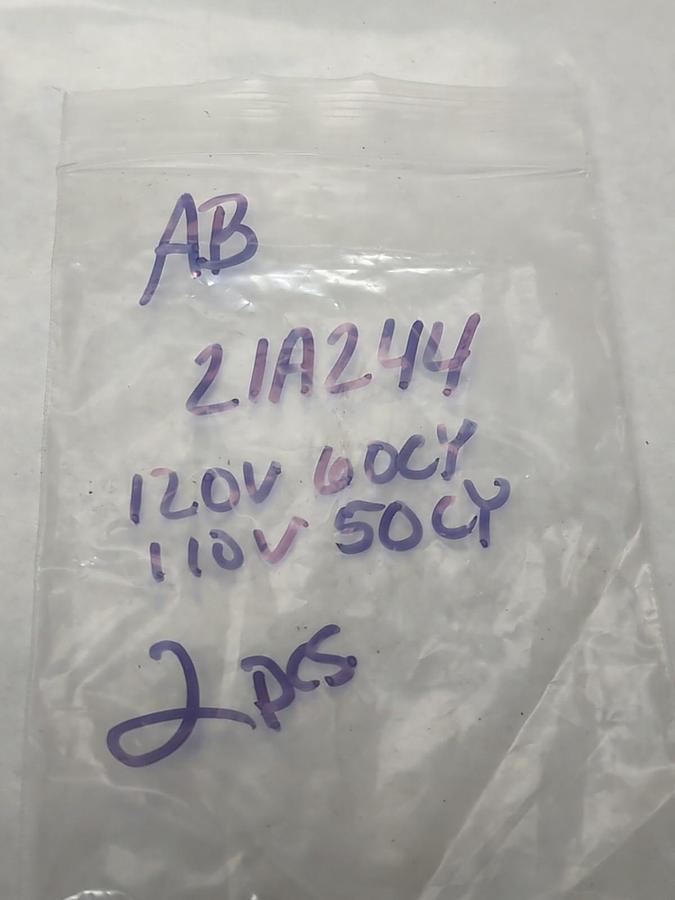 AB
21A244
120V 60CY
110V 50CY
2 pcs.